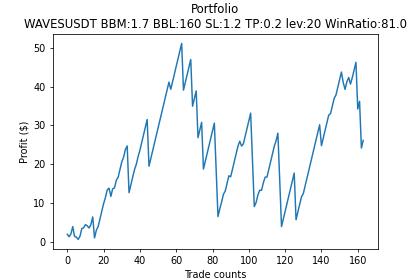 Portfolio
WAVESUSDT BBM:1.7 BBL:160 SL:1.2 TP:0.2 lev:20 WinRatio:81.0
50
40
30
20
10
0
Profit ($)
0 20 40 60 80 100 120 140 160
Trade counts